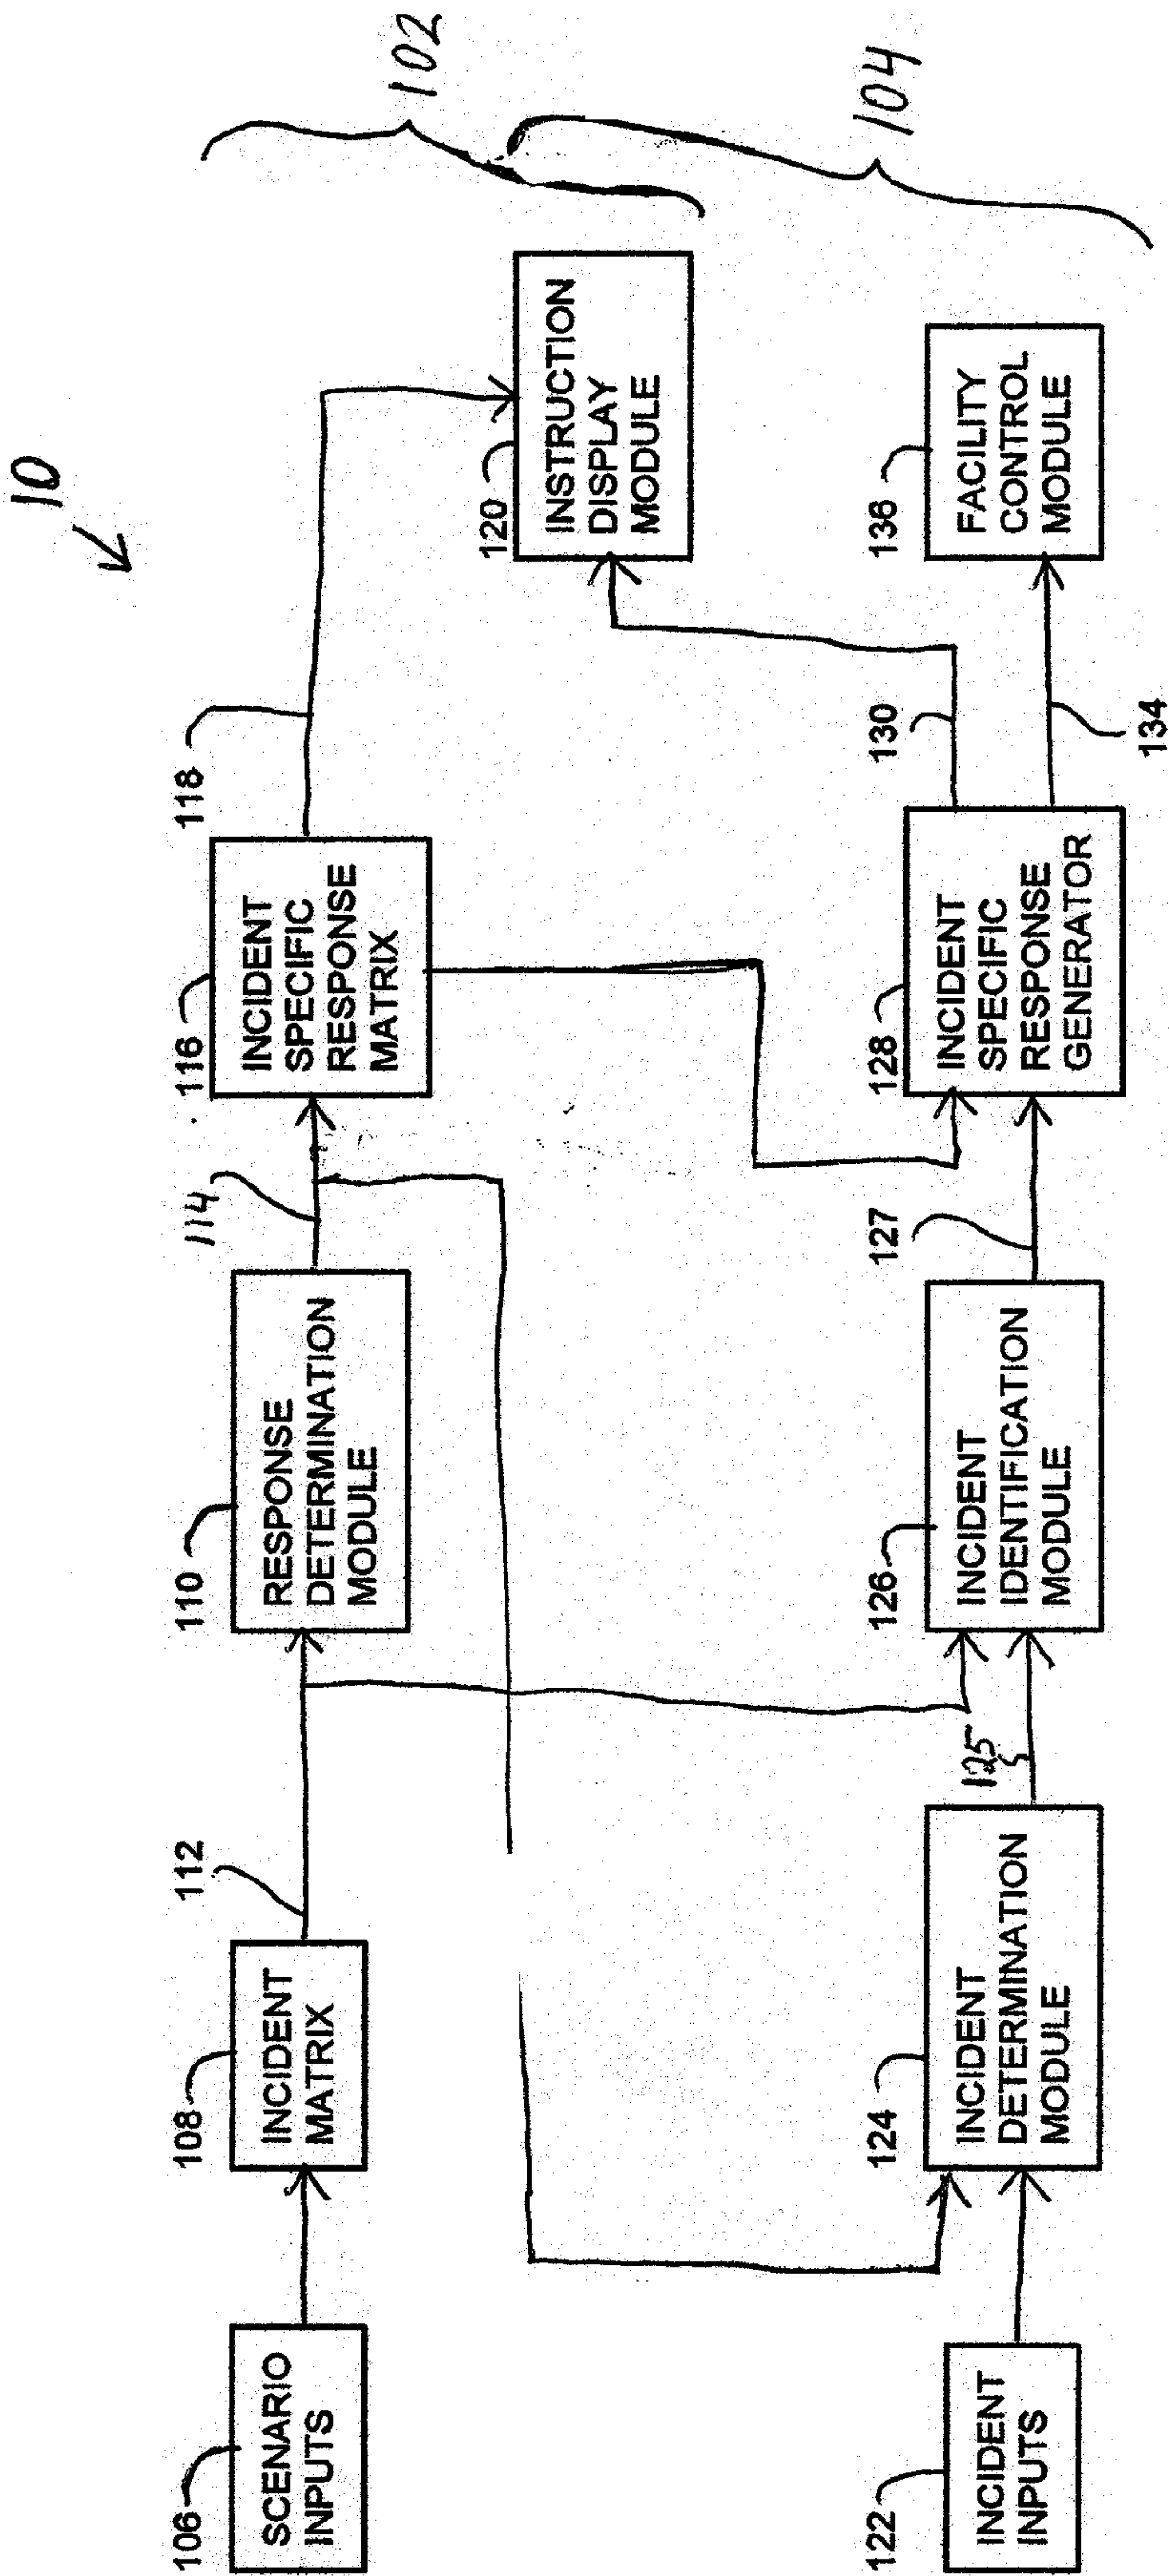 10
102
104
106
SCENARIO
INPUTS
108
INCIDENT
MATRIX
112
110
RESPONSE
DETERMINATION
MODULE
114
116
INCIDENT
SPECIFIC
RESPONSE
MATRIX
118
120
INSTRUCTION
DISPLAY
MODULE
122
INCIDENT
INPUTS
124
INCIDENT
DETERMINATION
MODULE
125
126
INCIDENT
IDENTIFICATION
MODULE
127
128
INCIDENT
SPECIFIC
RESPONSE
GENERATOR
130
134
136
FACILITY
CONTROL
MODULE